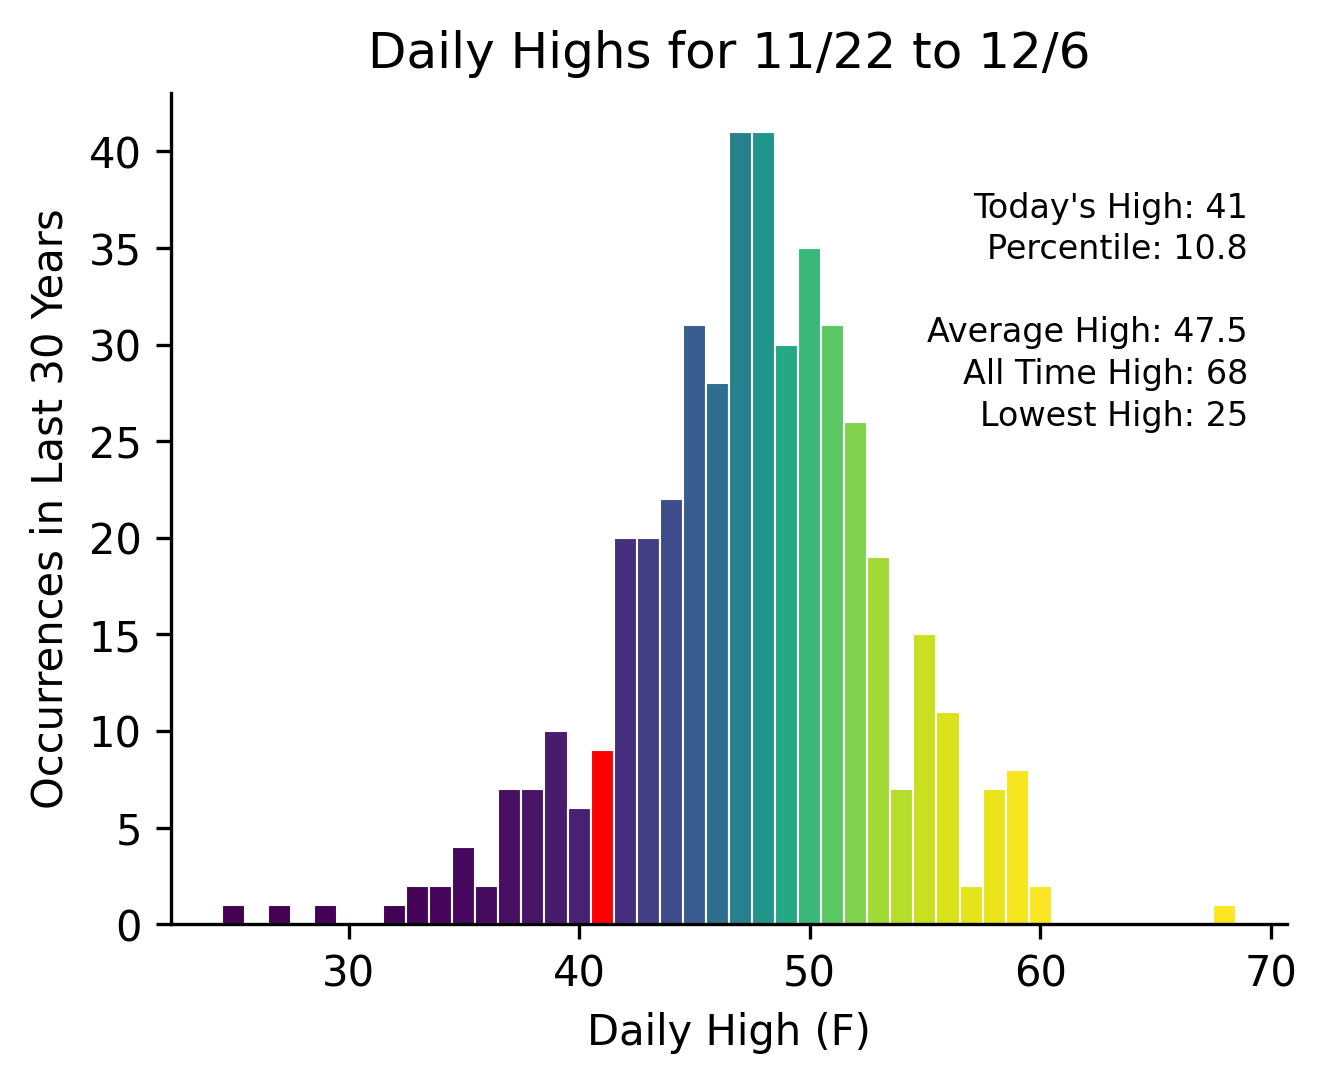 Daily Highs for 11/22 to 12/6
40
35
30
25
20
15
10
5
0
Occurrences in Last 30 Years
Today's High: 41
Percentile: 10.8
Average High: 47.5
All Time High: 68
Lowest High: 25
30 40 50 60 70
Daily High (F)